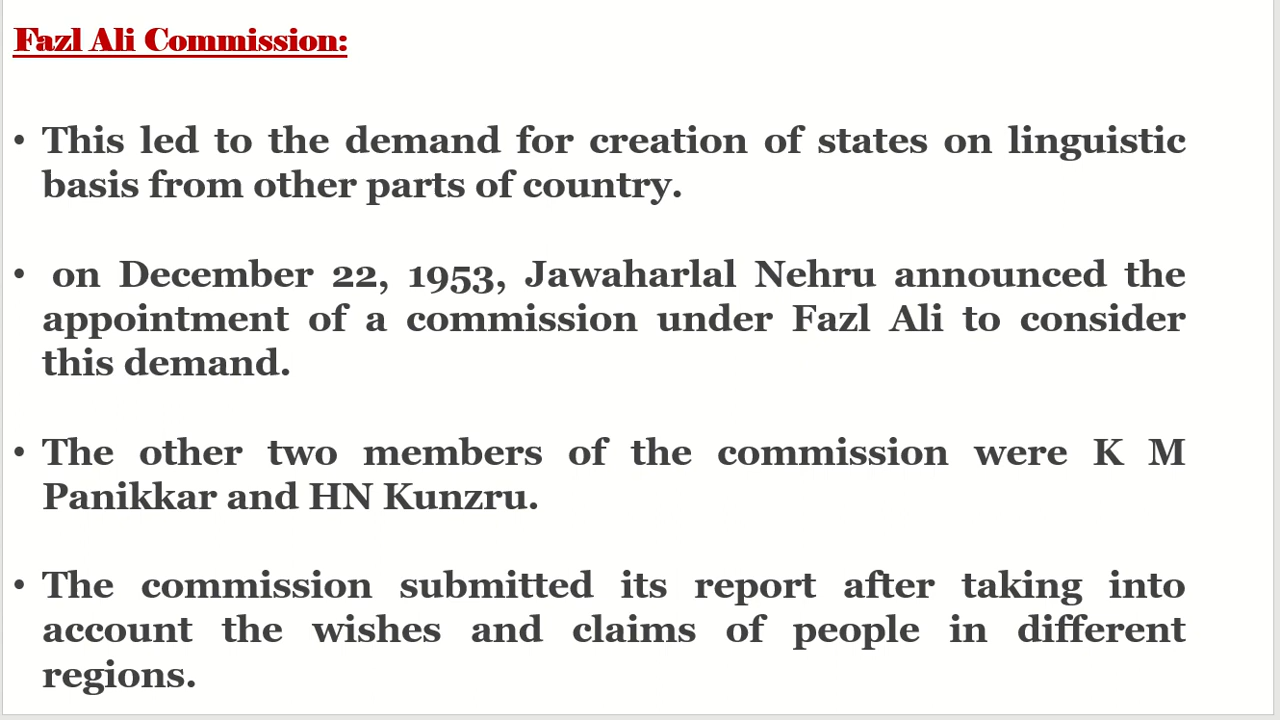 Fazl Ali Commission:
• This led to the demand for creation of states on linguistic
basis from other parts of country.
• on December 22, 1953, Jawaharlal Nehru announced the
appointment of a commission under Fazl Ali to consider
this demand.
• The other two members of the commission were K M
Panikkar and HN Kunzru.
• The commission submitted its report after taking into
account the wishes and claims of people in different
regions.